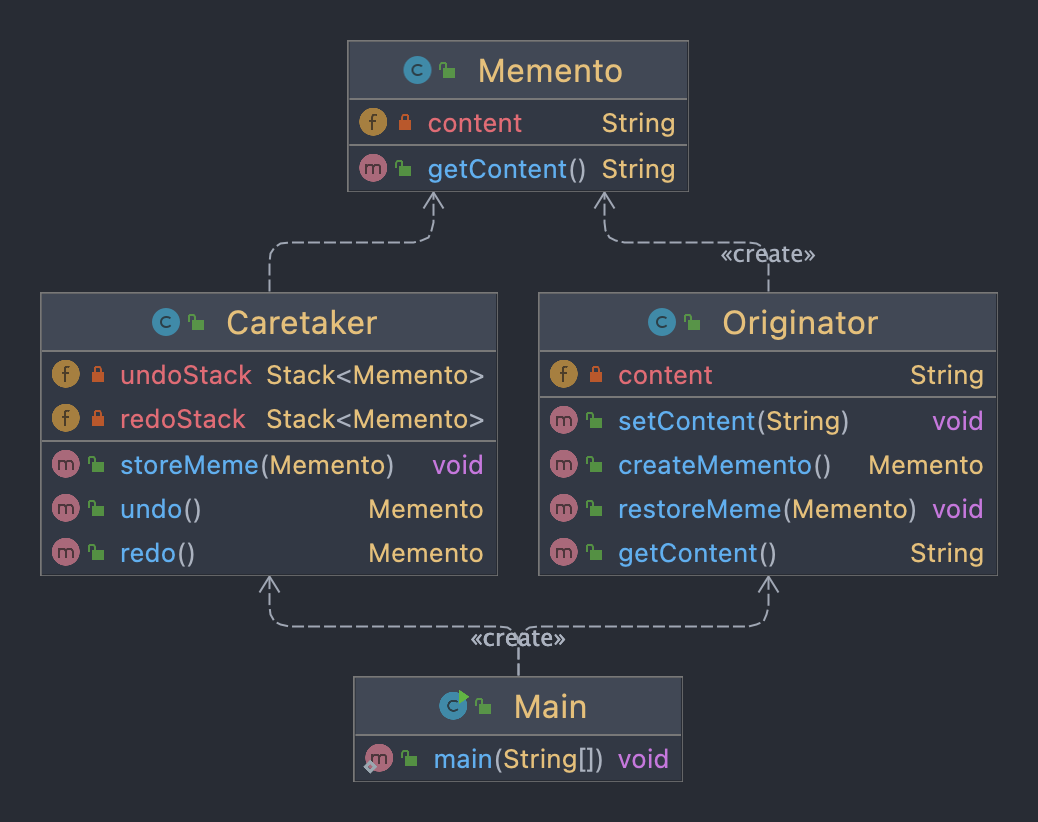 Memento
content String
getContent() String
«create»
Caretaker
undoStack Stack<Memento>
redoStack Stack<Memento>
storeMeme(Memento) void
undo() Memento
redo() Memento
Originator
content String
setContent(String) void
createMemento() Memento
restoreMeme(Memento) void
getContent() String
«create»
Main
main(String[]) void